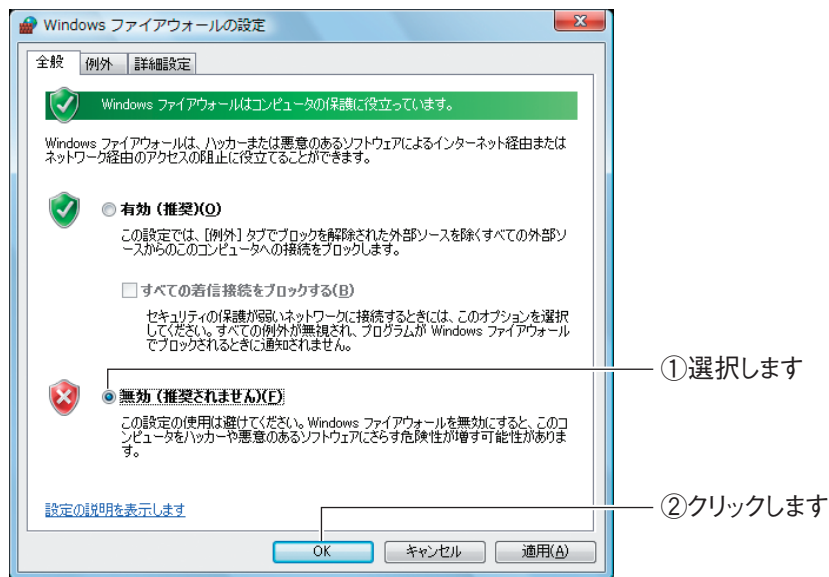 Windows ファイアウォールの設定
全般 例外 詳細設定
Windows ファイアウォールはコンピュータの保護に役立っています。
Windows ファイアウォールは、ハッカーまたは悪意のあるソフトウェアによるインターネット経由または
ネットワーク経由のアクセスの阻止に役立てることができます。
有効 (推奨)(O)
この設定では、[例外] タブでブロックを解除された外部ソースを除くすべての外部ソ
ースからのこのコンピュータへの接続をブロックします。
すべての着信接続をブロックする(B)
セキュリティの保護が弱いネットワークに接続するときには、このオプションを選択
してください。すべての例外が無視され、プログラムが Windows ファイアウォール
でブロックされるときに通知されません。
①選択します
無効 (推奨されません)(F)
この設定の使用は避けてください。Windows ファイアウォールを無効にすると、このコ
ンピュータをハッカーや悪意のあるソフトウェアにさらす危険性が増す可能性がありま
す。
設定の説明を表示します
②クリックします
OK キャンセル 適用(A)